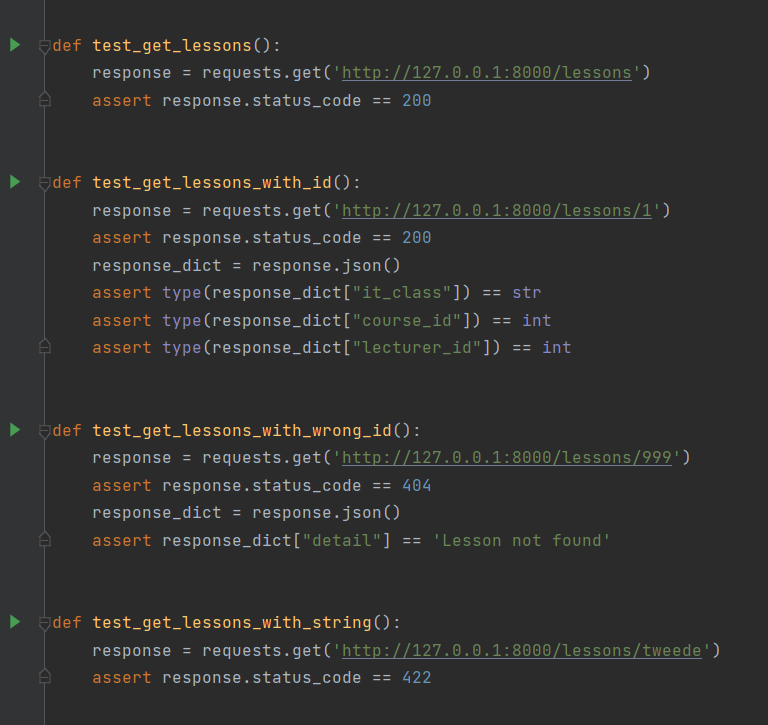 def test_get_lessons():
    response = requests.get('http://127.0.0.1:8000/lessons')
    assert response.status_code == 200
def test_get_lessons_with_id():
    response = requests.get('http://127.0.0.1:8000/lessons/1')
    assert response.status_code == 200
    response_dict = response.json()
    assert type(response_dict["it_class"]) == str
    assert type(response_dict["course_id"]) == int
    assert type(response_dict["lecturer_id"]) == int
def test_get_lessons_with_wrong_id():
    response = requests.get('http://127.0.0.1:8000/lessons/999')
    assert response.status_code == 404
    response_dict = response.json()
    assert response_dict["detail"] == 'Lesson not found'
def test_get_lessons_with_string():
    response = requests.get('http://127.0.0.1:8000/lessons/tweede')
    assert response.status_code == 422